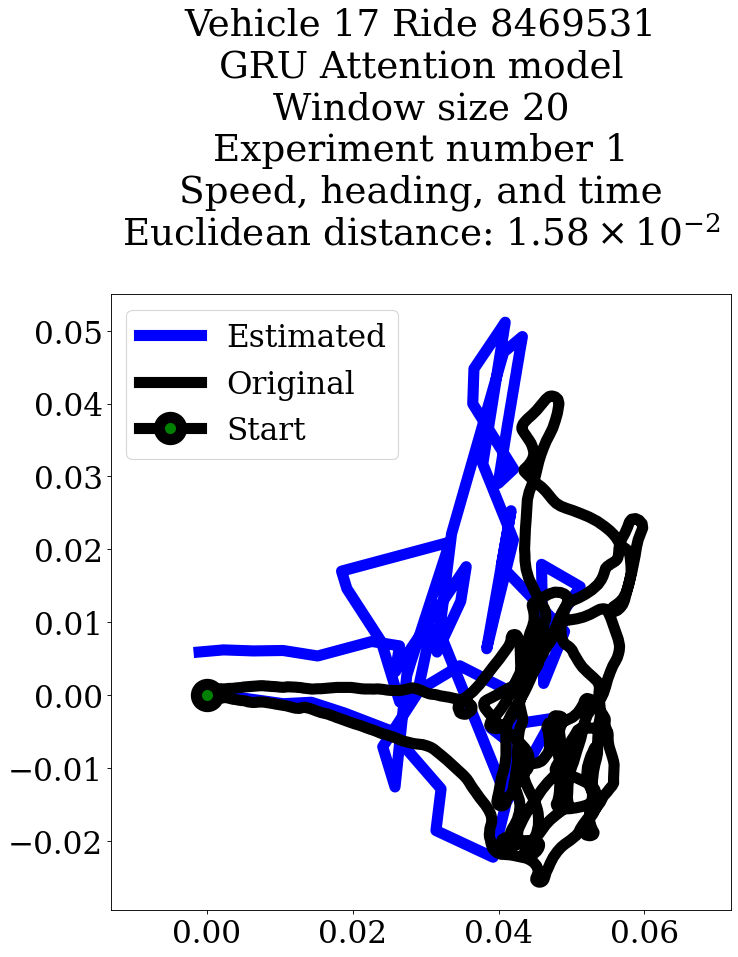 Vehicle 17 Ride 8469531
GRU Attention model
Window size 20
Experiment number 1
Speed, heading, and time
Euclidean distance: 1.58 × 10⁻²
Estimated
Original
Start
0.05
0.04
0.03
0.02
0.01
0.00
−0.01
−0.02
0.00 0.02 0.04 0.06